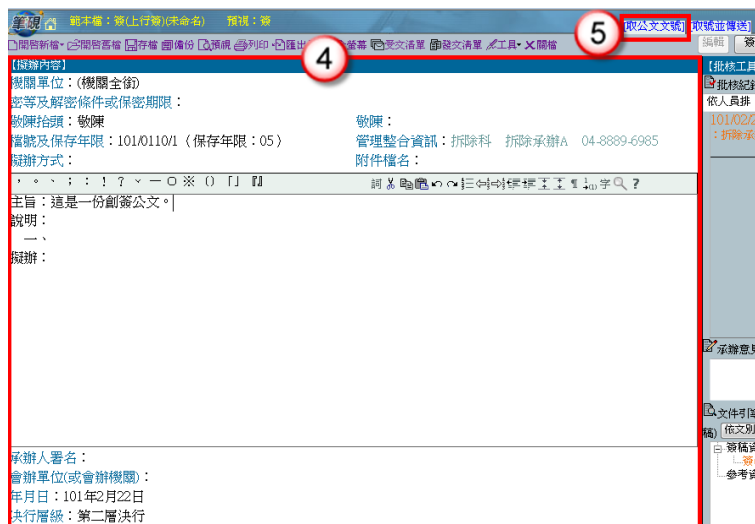 筆硯 範本檔：簽(上行簽)(未命名) 預視：簽
[取公文文號] [取號並傳送]
開啓新檔 開啓舊檔 存檔 備份 預視 列印 匯出 螢幕 受文清單 發文清單 工具 關檔
編輯 簽
4
5
【擬辦內容】
機關單位：(機關全銜)
密等及解密條件或保密期限：
敬陳抬頭：敬陳 敬陳：
檔號及保存年限：101/0110/1（保存年限：05） 管理整合資訊：拆除科 拆除承辦A 04-8889-6985
擬辦方式： 附件檔名：
，。、；：！？～－○※（）「」『』 詞 字 ?
主旨：這是一份創簽公文。
說明：
一、
擬辦：
承辦人署名：
會辦單位(或會辦機關)：
年月日：101年2月22日
決行層級：第二層決行
【批核工具
批核紀錄
依人員排
101/02/2
：拆除承
承辦意見
文件引
稿) 依文別
簽稿
簽
參考資